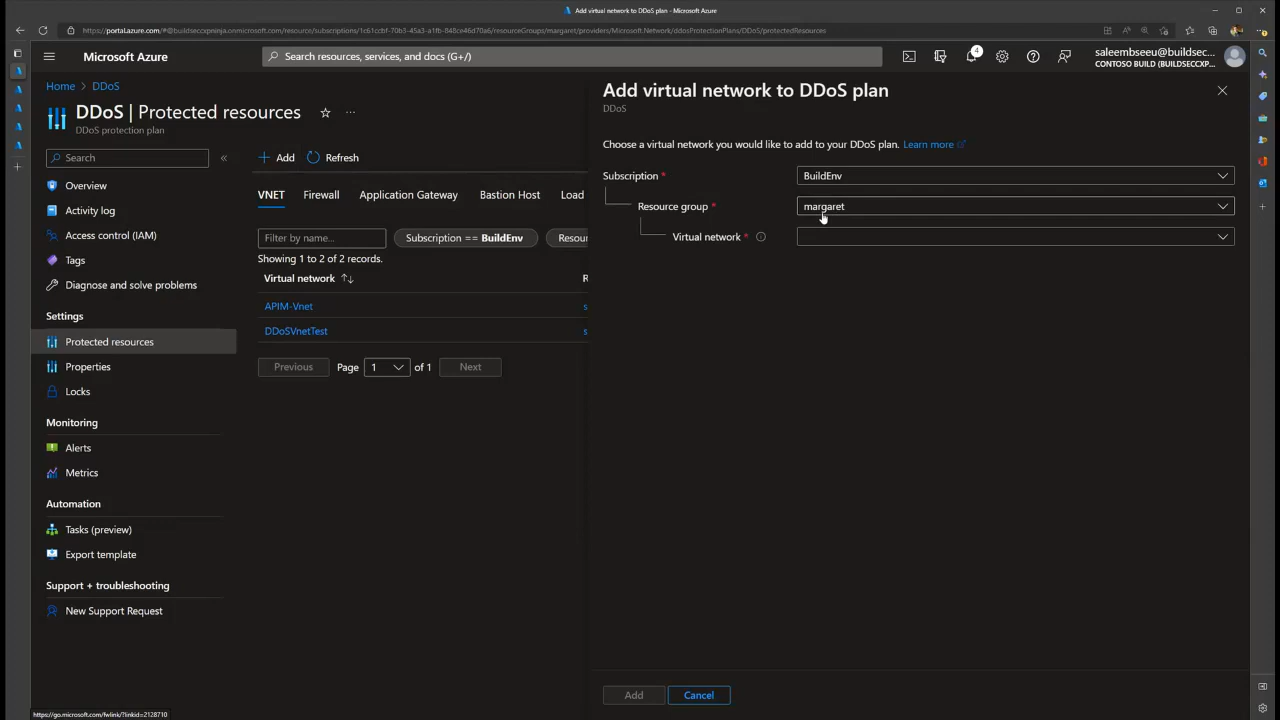 Add virtual network to DDoS plan - Microsoft Azure
https://portal.azure.com/#@buildseccxpninja.onmicrosoft.com/resource/subscriptions/1c61ccbf-70b3-45a3-a1fb-848ce46d70a6/resourceGroups/margaret/providers/Microsoft.Network/ddosProtectionPlans/DDoS/protectedResources
Microsoft Azure
Search resources, services, and docs (G+/)
4
saleembseeu@buildsec...
CONTOSO BUILD (BUILDSECCXP...
Home > DDoS
DDoS | Protected resources
DDoS protection plan
Search
Overview
Activity log
Access control (IAM)
Tags
Diagnose and solve problems
Settings
Protected resources
Properties
Locks
Monitoring
Alerts
Metrics
Automation
Tasks (preview)
Export template
Support + troubleshooting
New Support Request
Add Refresh
VNET Firewall Application Gateway Bastion Host Load
Filter by name... Subscription == BuildEnv Resour
Showing 1 to 2 of 2 records.
Virtual network R
APIM-Vnet s
DDoSVnetTest s
Previous Page 1 of 1 Next
Add virtual network to DDoS plan
DDoS
Choose a virtual network you would like to add to your DDoS plan. Learn more
Subscription * BuildEnv
Resource group * margaret
Virtual network *
Add Cancel
https://go.microsoft.com/fwlink/?linkid=2128710